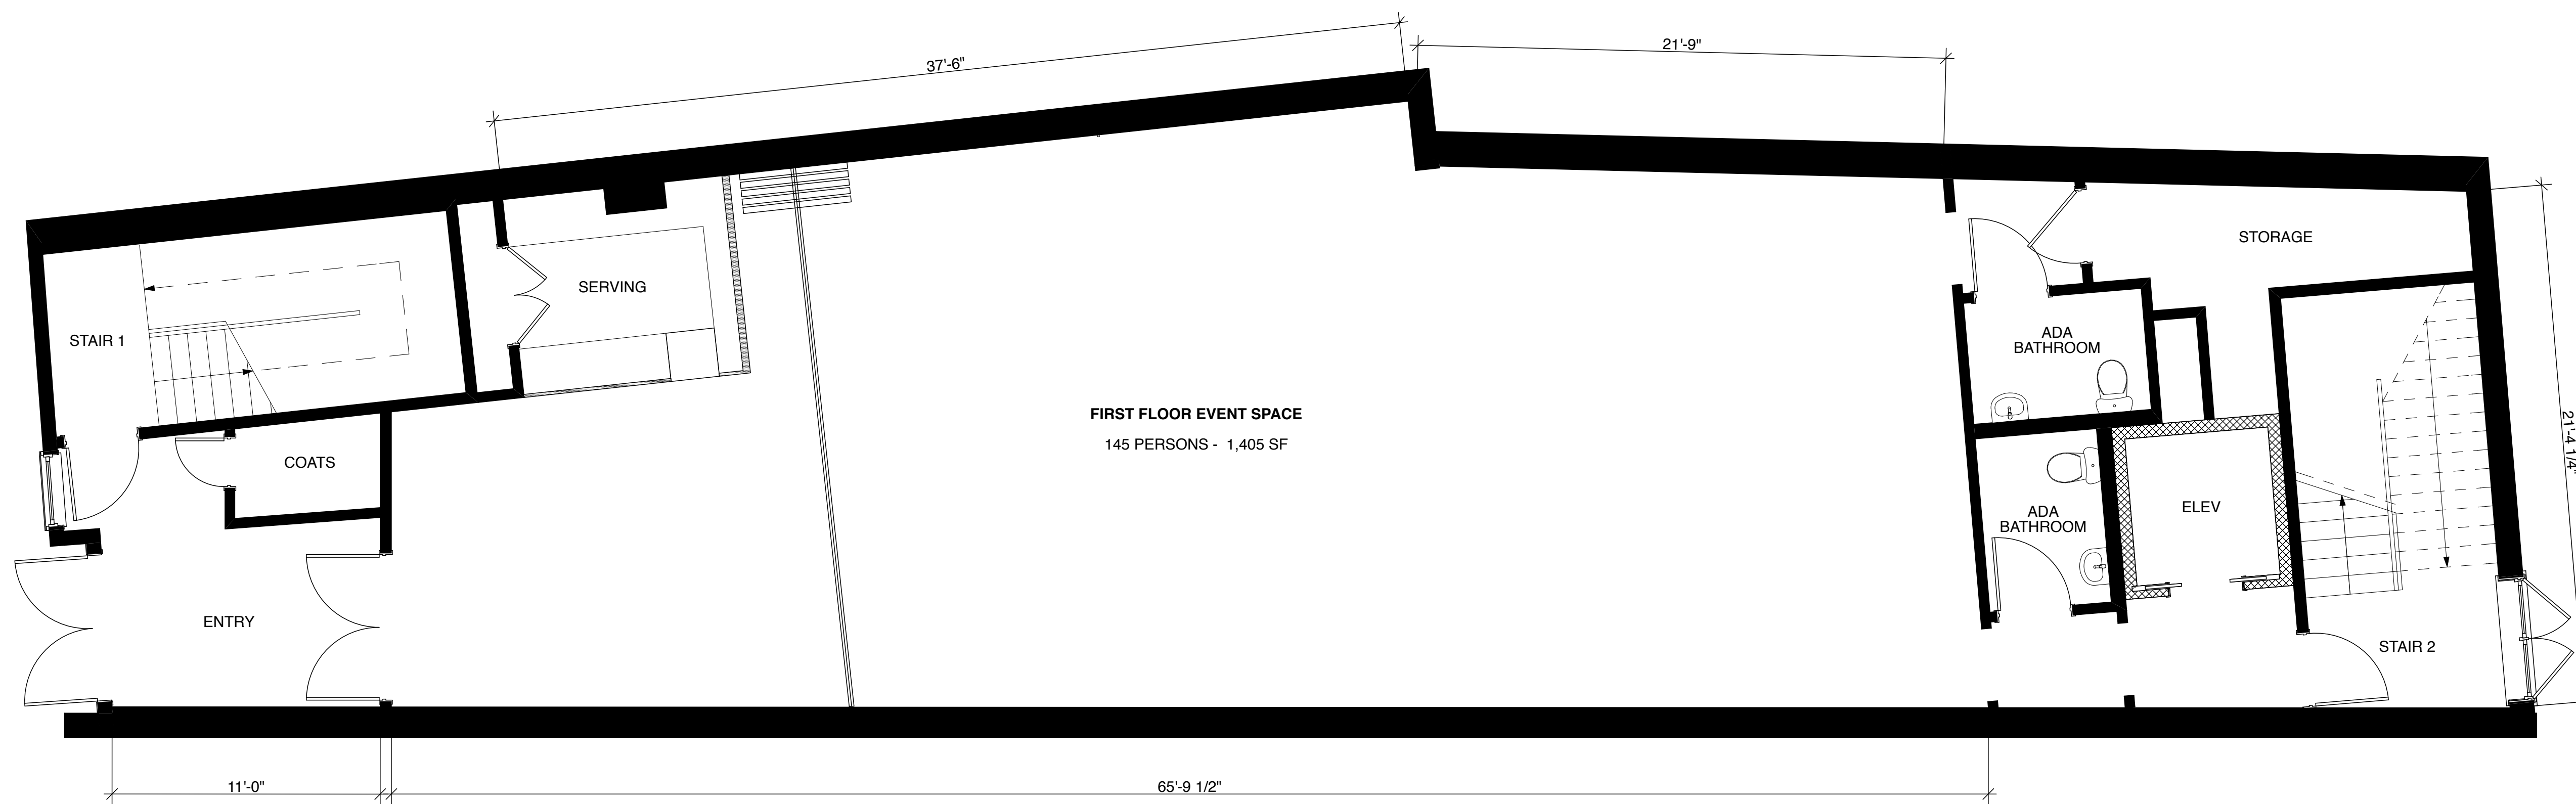 37'-6"
21'-9"
STORAGE
SERVING
STAIR 1
ADA
BATHROOM
FIRST FLOOR EVENT SPACE
145 PERSONS - 1,405 SF
21'-4 1/4"
COATS
ELEV
ADA
BATHROOM
ENTRY
STAIR 2
11'-0"
65'-9 1/2"